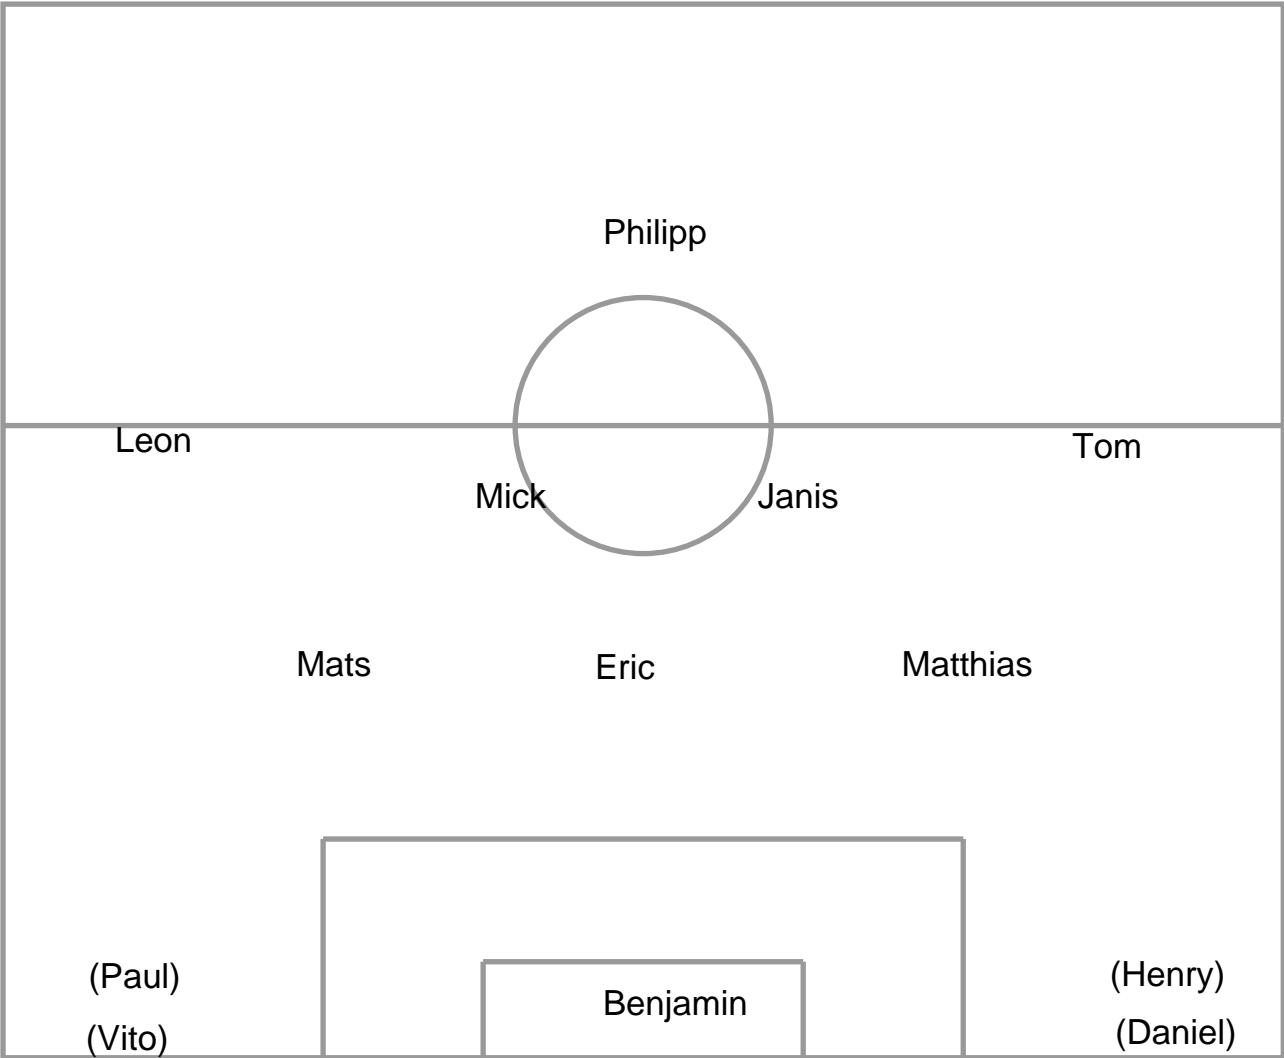 Philipp
Leon
Tom
Mick
Janis
Mats
Eric
Matthias
(Paul)
(Henry)
Benjamin
(Vito)
(Daniel)